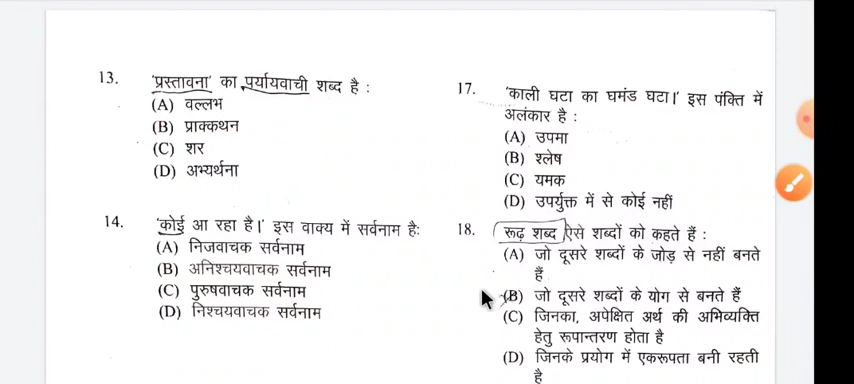 13. 'प्रस्तावना' का पर्यायवाची शब्द है :
(A) वल्लभ
(B) प्राक्कथन
(C) शर
(D) अभ्यर्थना
14. 'कोई आ रहा है।' इस वाक्य में सर्वनाम है:
(A) निजवाचक सर्वनाम
(B) अनिश्चयवाचक सर्वनाम
(C) पुरुषवाचक सर्वनाम
(D) निश्चयवाचक सर्वनाम
17. 'काली घटा का घमंड घटा।' इस पंक्ति में
अलंकार है :
(A) उपमा
(B) श्लेष
(C) यमक
(D) उपर्युक्त में से कोई नहीं
18. रूढ़ शब्द ऐसे शब्दों को कहते हैं :
(A) जो दूसरे शब्दों के जोड़ से नहीं बनते
हैं
(B) जो दूसरे शब्दों के योग से बनते हैं
(C) जिनका, अपेक्षित अर्थ की अभिव्यक्ति
हेतु रूपान्तरण होता है
(D) जिनके प्रयोग में एकरूपता बनी रहती
है